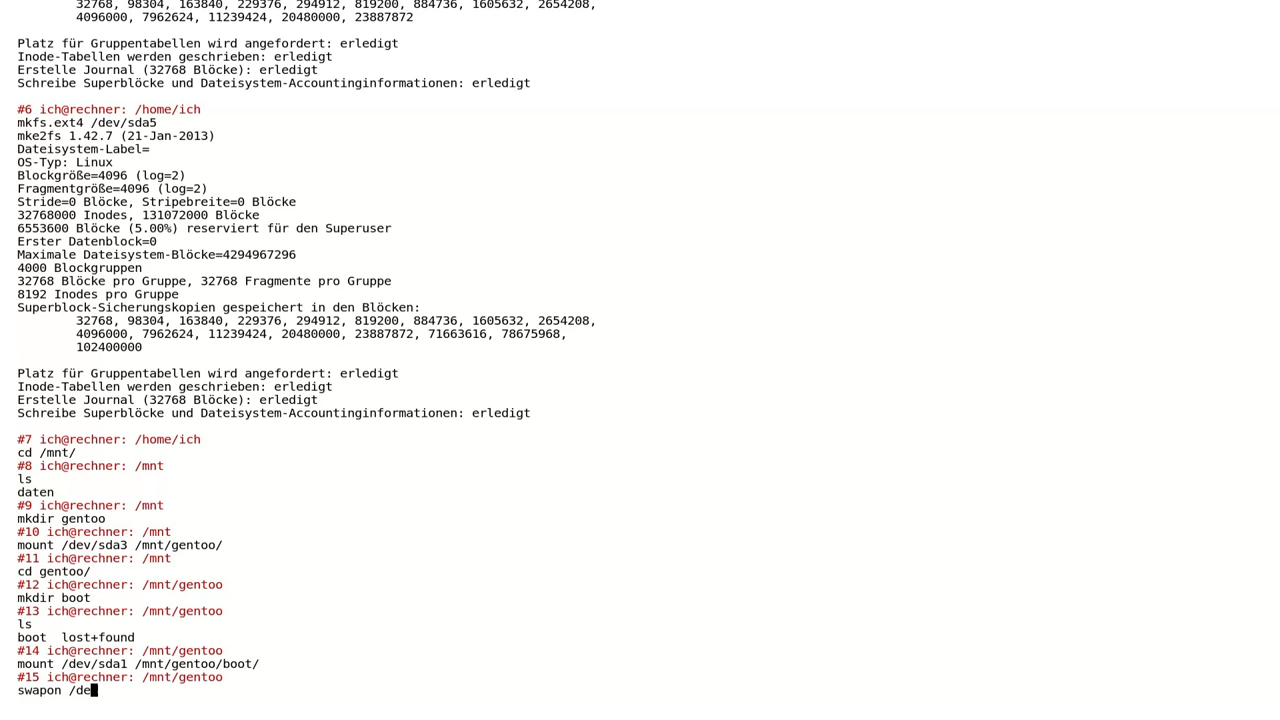 32768, 98304, 163840, 229376, 294912, 819200, 884736, 1605632, 2654208,
4096000, 7962624, 11239424, 20480000, 23887872
Platz für Gruppentabellen wird angefordert: erledigt
Inode-Tabellen werden geschrieben: erledigt
Erstelle Journal (32768 Blöcke): erledigt
Schreibe Superblöcke und Dateisystem-Accountinginformationen: erledigt
#6 ich@rechner: /home/ich
mkfs.ext4 /dev/sda5
mke2fs 1.42.7 (21-Jan-2013)
Dateisystem-Label=
OS-Typ: Linux
Blockgröße=4096 (log=2)
Fragmentgröße=4096 (log=2)
Stride=0 Blöcke, Stripebreite=0 Blöcke
32768000 Inodes, 131072000 Blöcke
6553600 Blöcke (5.00%) reserviert für den Superuser
Erster Datenblock=0
Maximale Dateisystem-Blöcke=4294967296
4000 Blockgruppen
32768 Blöcke pro Gruppe, 32768 Fragmente pro Gruppe
8192 Inodes pro Gruppe
Superblock-Sicherungskopien gespeichert in den Blöcken:
32768, 98304, 163840, 229376, 294912, 819200, 884736, 1605632, 2654208,
4096000, 7962624, 11239424, 20480000, 23887872, 71663616, 78675968,
102400000
Platz für Gruppentabellen wird angefordert: erledigt
Inode-Tabellen werden geschrieben: erledigt
Erstelle Journal (32768 Blöcke): erledigt
Schreibe Superblöcke und Dateisystem-Accountinginformationen: erledigt
#7 ich@rechner: /home/ich
cd /mnt/
#8 ich@rechner: /mnt
ls
daten
#9 ich@rechner: /mnt
mkdir gentoo
#10 ich@rechner: /mnt
mount /dev/sda3 /mnt/gentoo/
#11 ich@rechner: /mnt
cd gentoo/
#12 ich@rechner: /mnt/gentoo
mkdir boot
#13 ich@rechner: /mnt/gentoo
ls
boot  lost+found
#14 ich@rechner: /mnt/gentoo
mount /dev/sda1 /mnt/gentoo/boot/
#15 ich@rechner: /mnt/gentoo
swapon /de